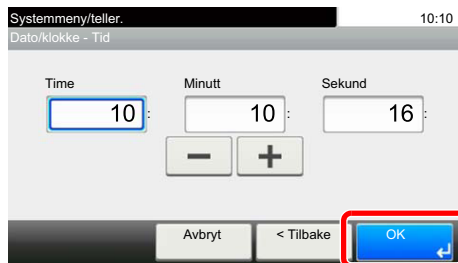 Systemmeny/teller. 10:10
Dato/klokke - Tid
Time Minutt Sekund
10 : 10 : 16 :
− +
Avbryt < Tilbake OK